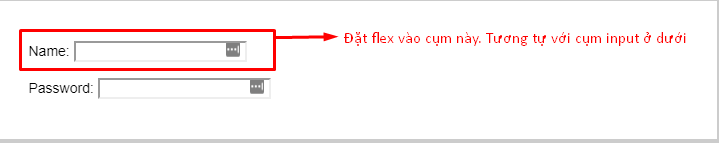 Name: Đặt flex vào cụm này. Tương tự với cụm input ở dưới
Password: